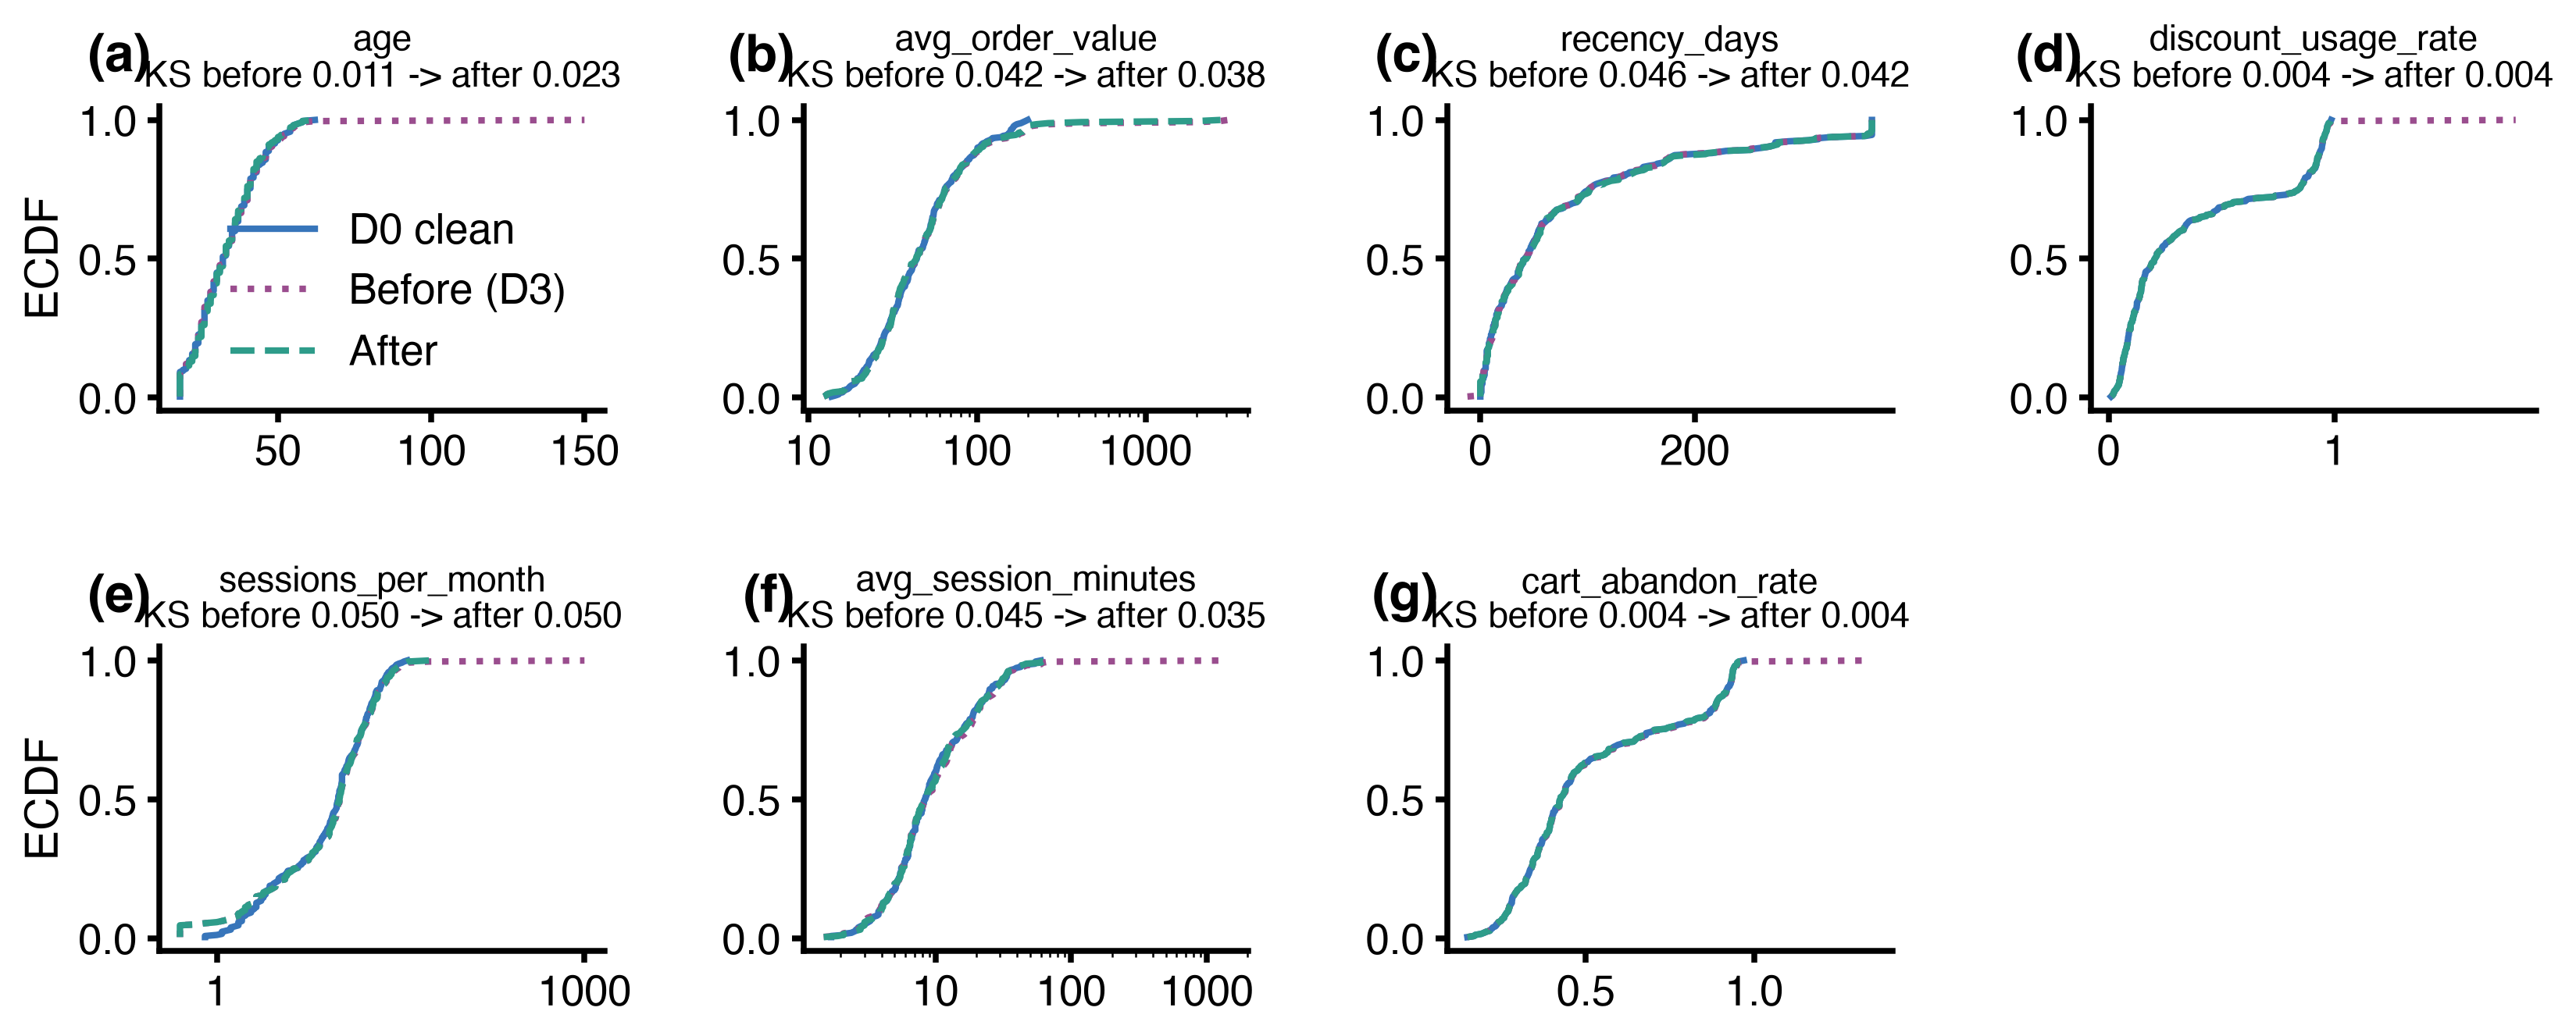 (a)
age
KS before 0.011 -> after 0.023
ECDF
1.0
0.5
0.0
D0 clean
Before (D3)
After
50
100
150
(b)
avg_order_value
KS before 0.042 -> after 0.038
1.0
0.5
0.0
10
100
1000
(c)
recency_days
KS before 0.046 -> after 0.042
1.0
0.5
0.0
0
200
(d)
discount_usage_rate
KS before 0.004 -> after 0.004
1.0
0.5
0.0
0
1
(e)
sessions_per_month
KS before 0.050 -> after 0.050
ECDF
1.0
0.5
0.0
1
1000
(f)
avg_session_minutes
KS before 0.045 -> after 0.035
1.0
0.5
0.0
10
100
1000
(g)
cart_abandon_rate
KS before 0.004 -> after 0.004
1.0
0.5
0.0
0.5
1.0